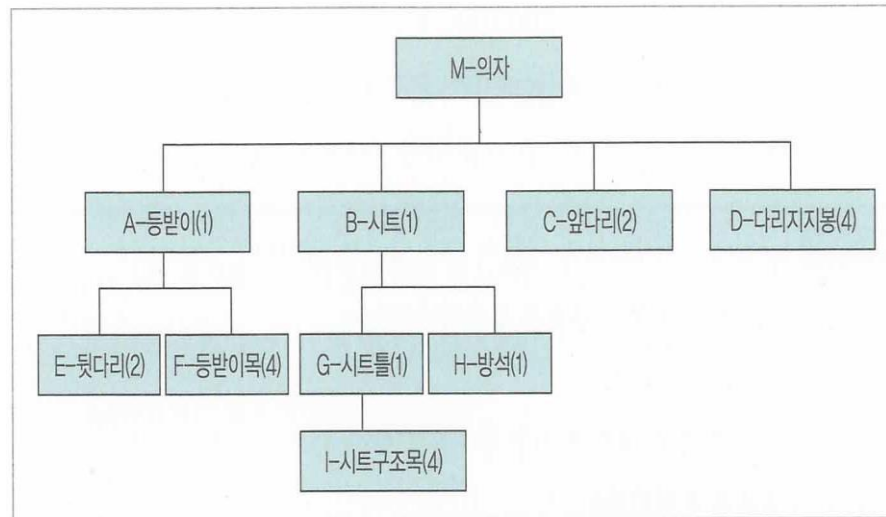 M-의자
A-등받이(1)
B-시트(1)
C-앞다리(2)
D-다리지지봉(4)
E-뒷다리(2)
F-등받이목(4)
G-시트틀(1)
H-방석(1)
I-시트구조목(4)